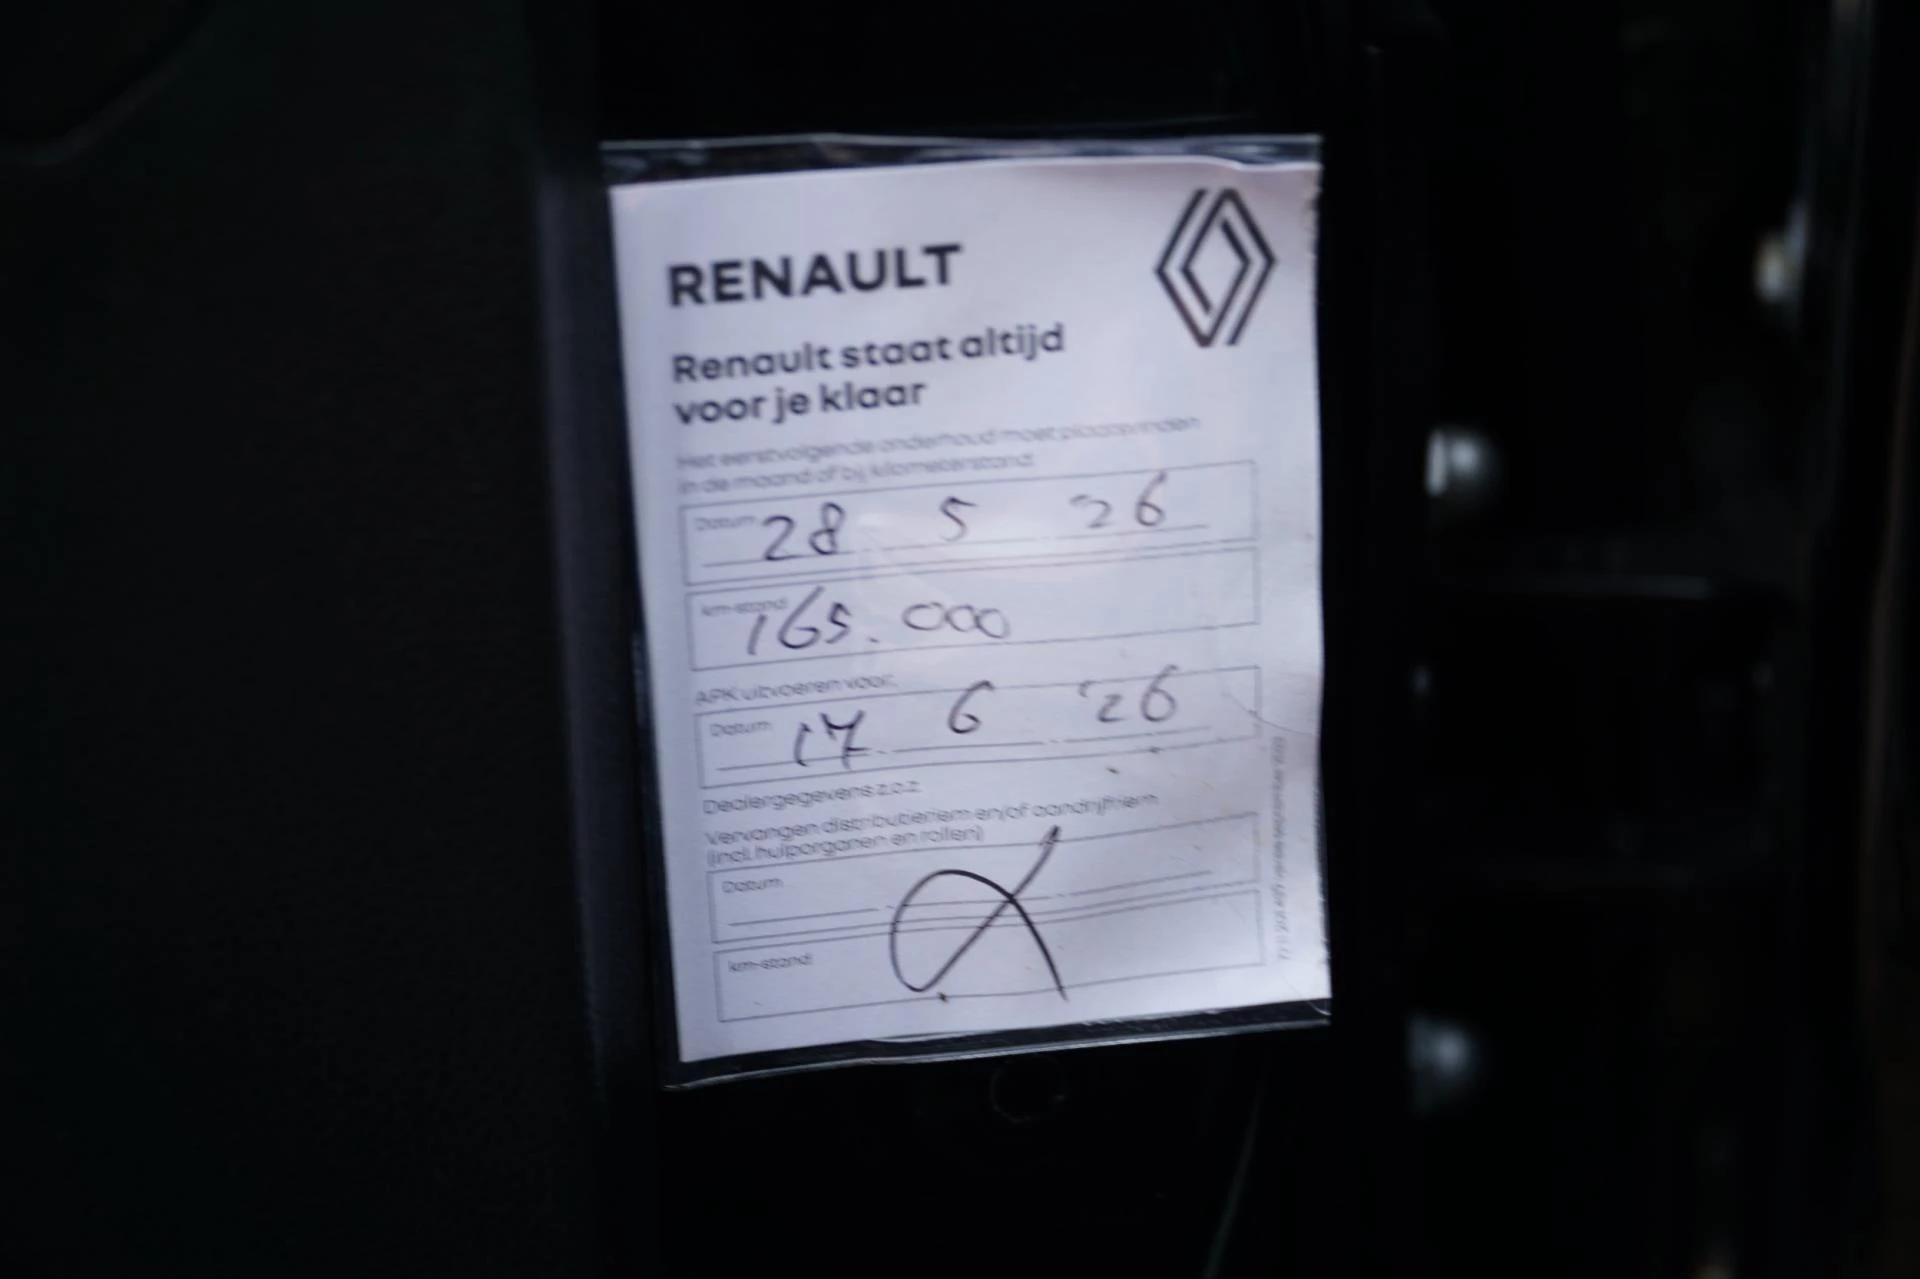 RENAULT
Renault staat altijd
voor je klaar
Het eerstvolgende onderhoud moet plaatsvinden
in de maand of bij kilometerstand:
Datum 28 5 '26
km-stand 165.000
APK uitvoeren voor:
Datum 17 6 '26
Dealergegevens z.o.z.
Vervangen distributieriem en/of aandrijfriem
(incl. hulporganen en rollen)
Datum
km-stand